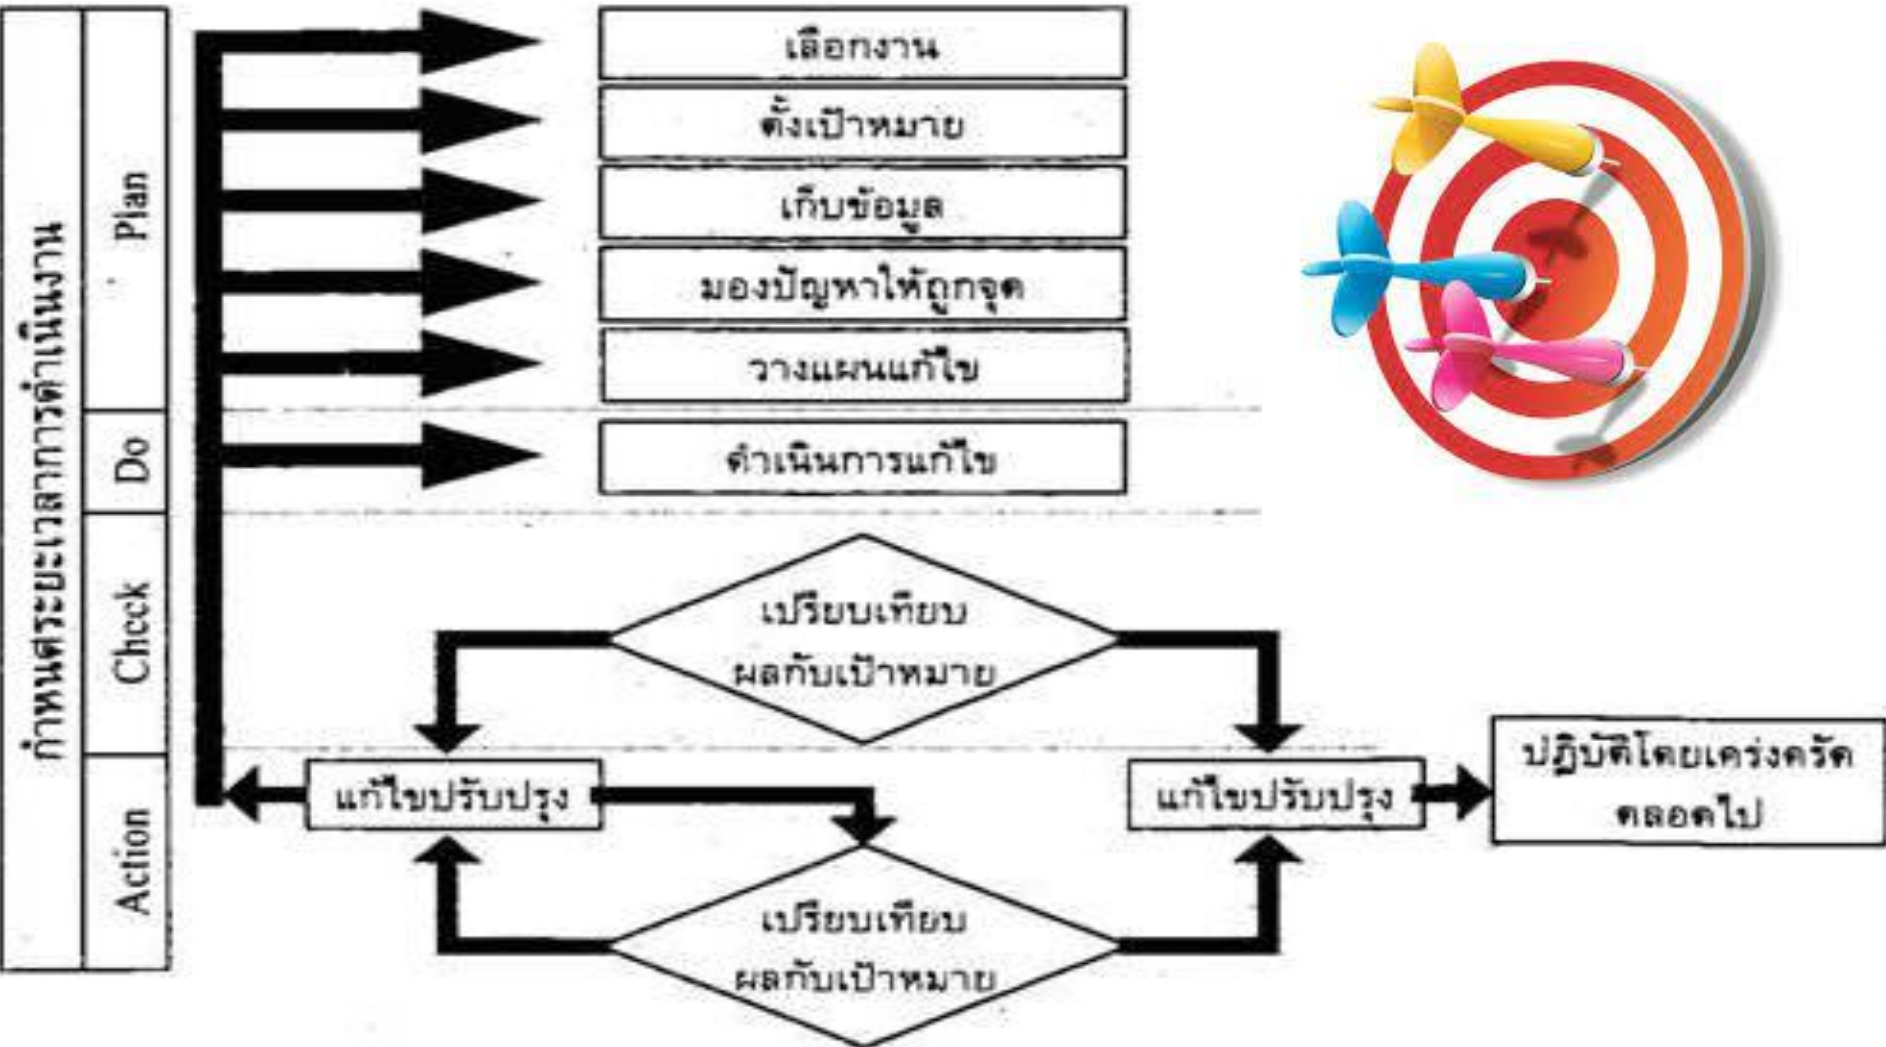 กำหนดระยะเวลาการดำเนินงาน
Plan
เลือกงาน
ตั้งเป้าหมาย
เก็บข้อมูล
มองปัญหาให้ถูกจุด
วางแผนแก้ไข
Do
ดำเนินการแก้ไข
Check
เปรียบเทียบ
ผลกับเป้าหมาย
Action
แก้ไขปรับปรุง
แก้ไขปรับปรุง
ปฏิบัติโดยเคร่งครัด
ตลอดไป
เปรียบเทียบ
ผลกับเป้าหมาย